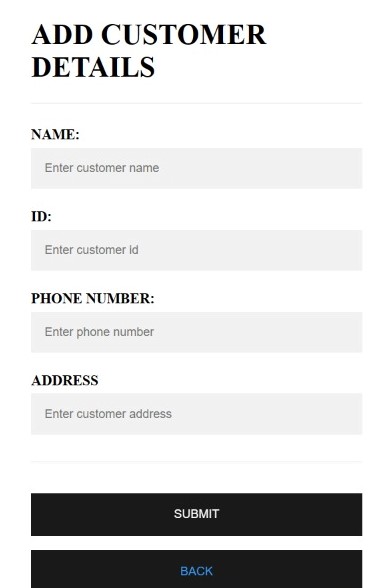 ADD CUSTOMER
DETAILS
NAME:
Enter customer name
ID:
Enter customer id
PHONE NUMBER:
Enter phone number
ADDRESS
Enter customer address
SUBMIT
BACK